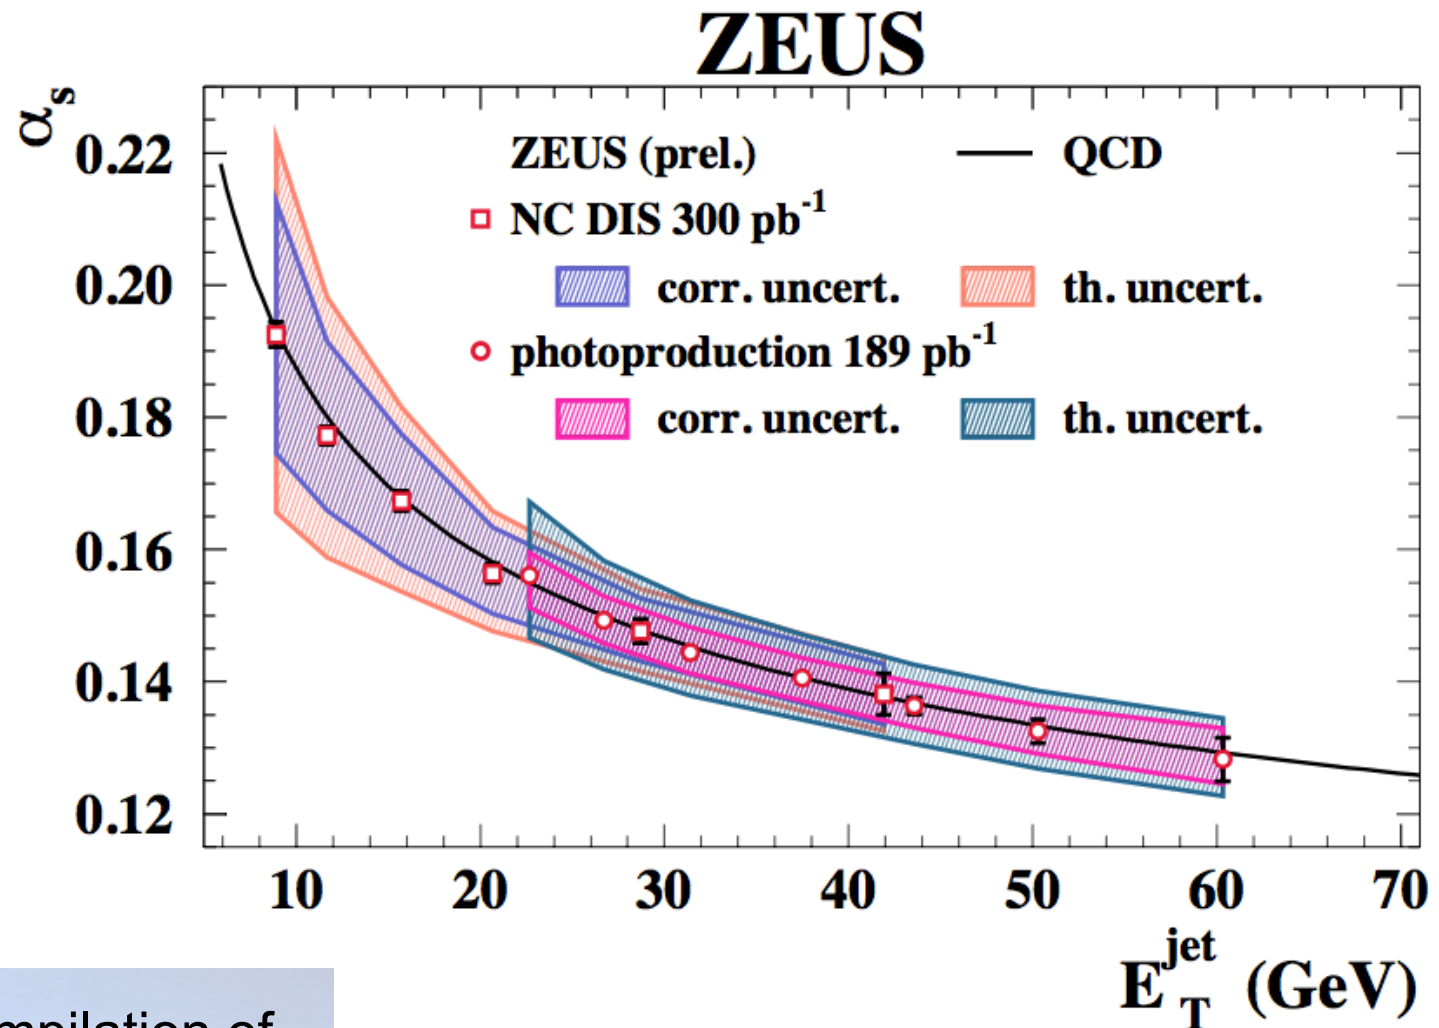 ZEUS
αs
0.22
0.20
0.18
0.16
0.14
0.12
ZEUS (prel.)
QCD
NC DIS 300 pb-1
corr. uncert.
th. uncert.
photoproduction 189 pb-1
corr. uncert.
th. uncert.
10 20 30 40 50 60 70
E T jet (GeV)
of